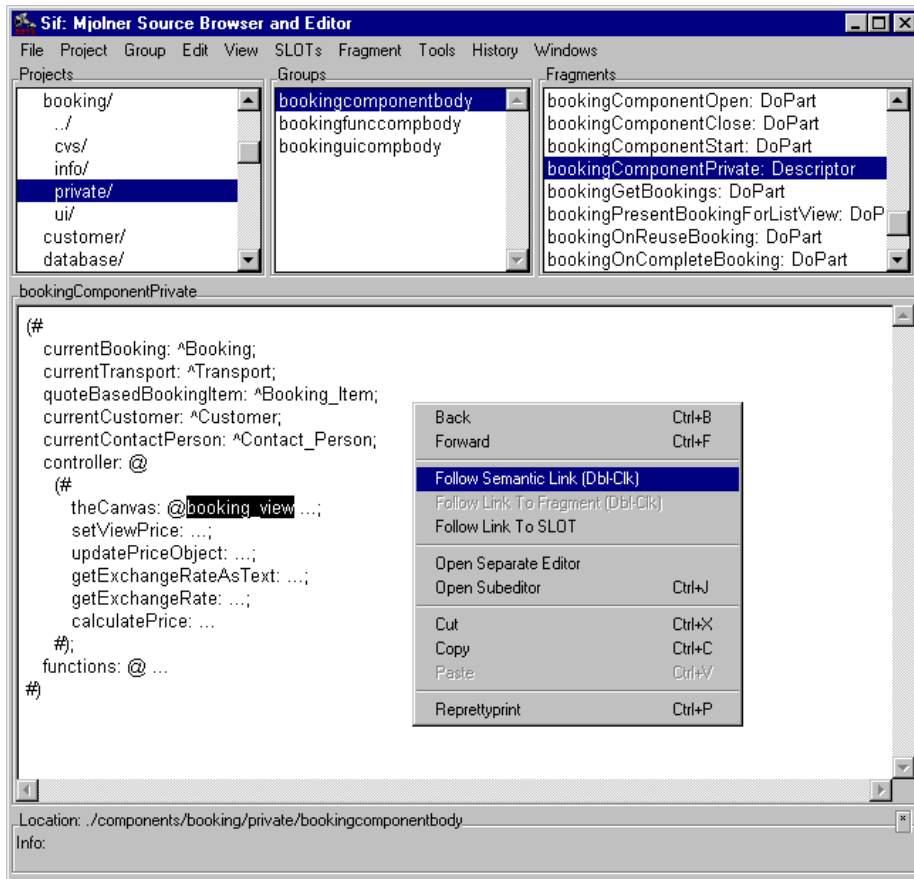 Sif: Mjolner Source Browser and Editor
File Project Group Edit View SLOTs Fragment Tools History Windows
Projects
booking/
../
cvs/
info/
private/
ui/
customer/
database/
Groups
bookingcomponentbody
bookingfunccompbody
bookinguicompbody
Fragments
bookingComponentOpen: DoPart
bookingComponentClose: DoPart
bookingComponentStart: DoPart
bookingComponentPrivate: Descriptor
bookingGetBookings: DoPart
bookingPresentBookingForListView: DoP
bookingOnReuseBooking: DoPart
bookingOnCompleteBooking: DoPart
bookingComponentPrivate
(#
currentBooking: ^Booking;
currentTransport: ^Transport;
quoteBasedBookingItem: ^Booking_Item;
currentCustomer: ^Customer;
currentContactPerson: ^Contact_Person;
controller: @
(#
theCanvas: @booking_view ...;
setViewPrice: ...;
updatePriceObject: ...;
getExchangeRateAsText: ...;
getExchangeRate: ...;
calculatePrice: ...
#);
functions: @ ...
#)
Back Ctrl+B
Forward Ctrl+F
Follow Semantic Link (Dbl-Clk)
Follow Link To Fragment (Dbl-Clk)
Follow Link To SLOT
Open Separate Editor
Open Subeditor Ctrl+J
Cut Ctrl+X
Copy Ctrl+C
Paste Ctrl+V
Reprettyprint Ctrl+P
Location: ./components/booking/private/bookingcomponentbody
Info: